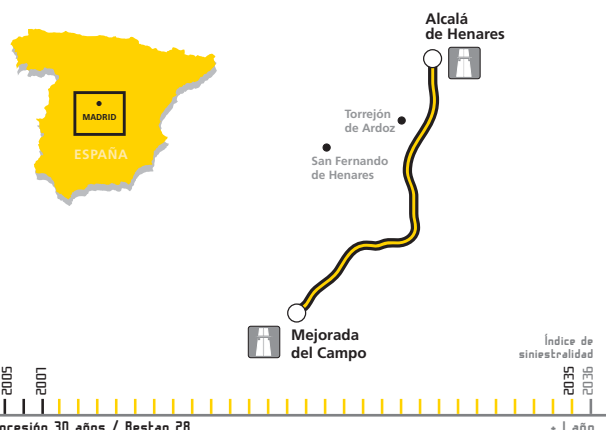 Alcalá
de Henares
MADRID
Torrejón
de Ardoz
ESPAÑA
San Fernando
de Henares
Mejorada
del Campo
Índice de
siniestralidad
2005
2007
2035
2036
ncesión 30 años / Restan 28
+ 1 año